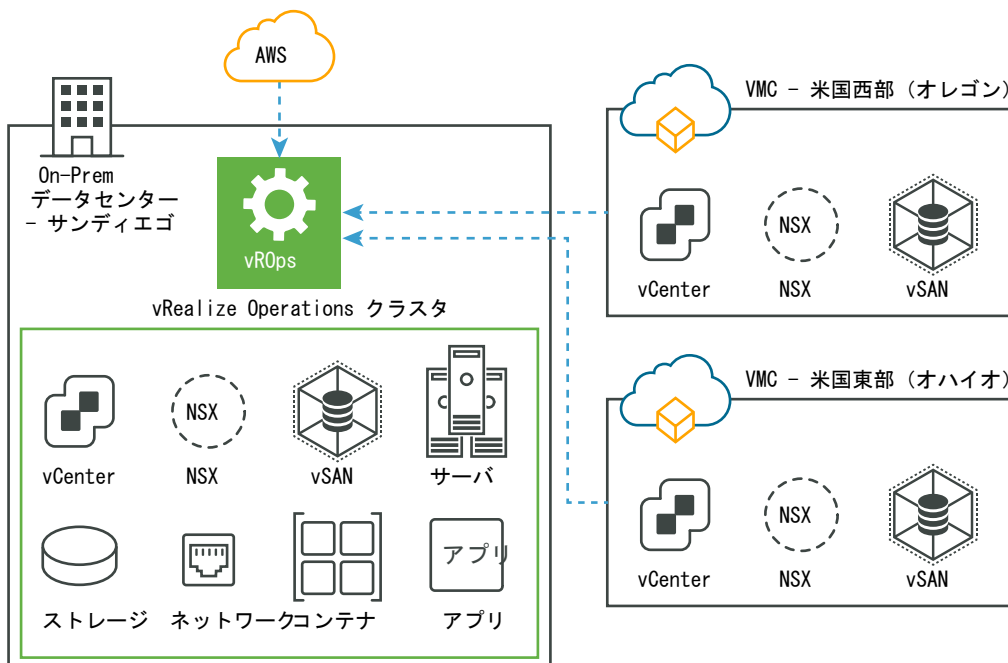 AWS
On-Prem
データセンター
- サンディエゴ
vROps
vRealize Operations クラスタ
vCenter
NSX
NSX
vSAN
サーバ
ストレージ
ネットワーク
コンテナ
アプリ
アプリ
VMC - 米国西部（オレゴン）
vCenter
NSX
NSX
vSAN
VMC - 米国東部（オハイオ）
vCenter
NSX
NSX
vSAN